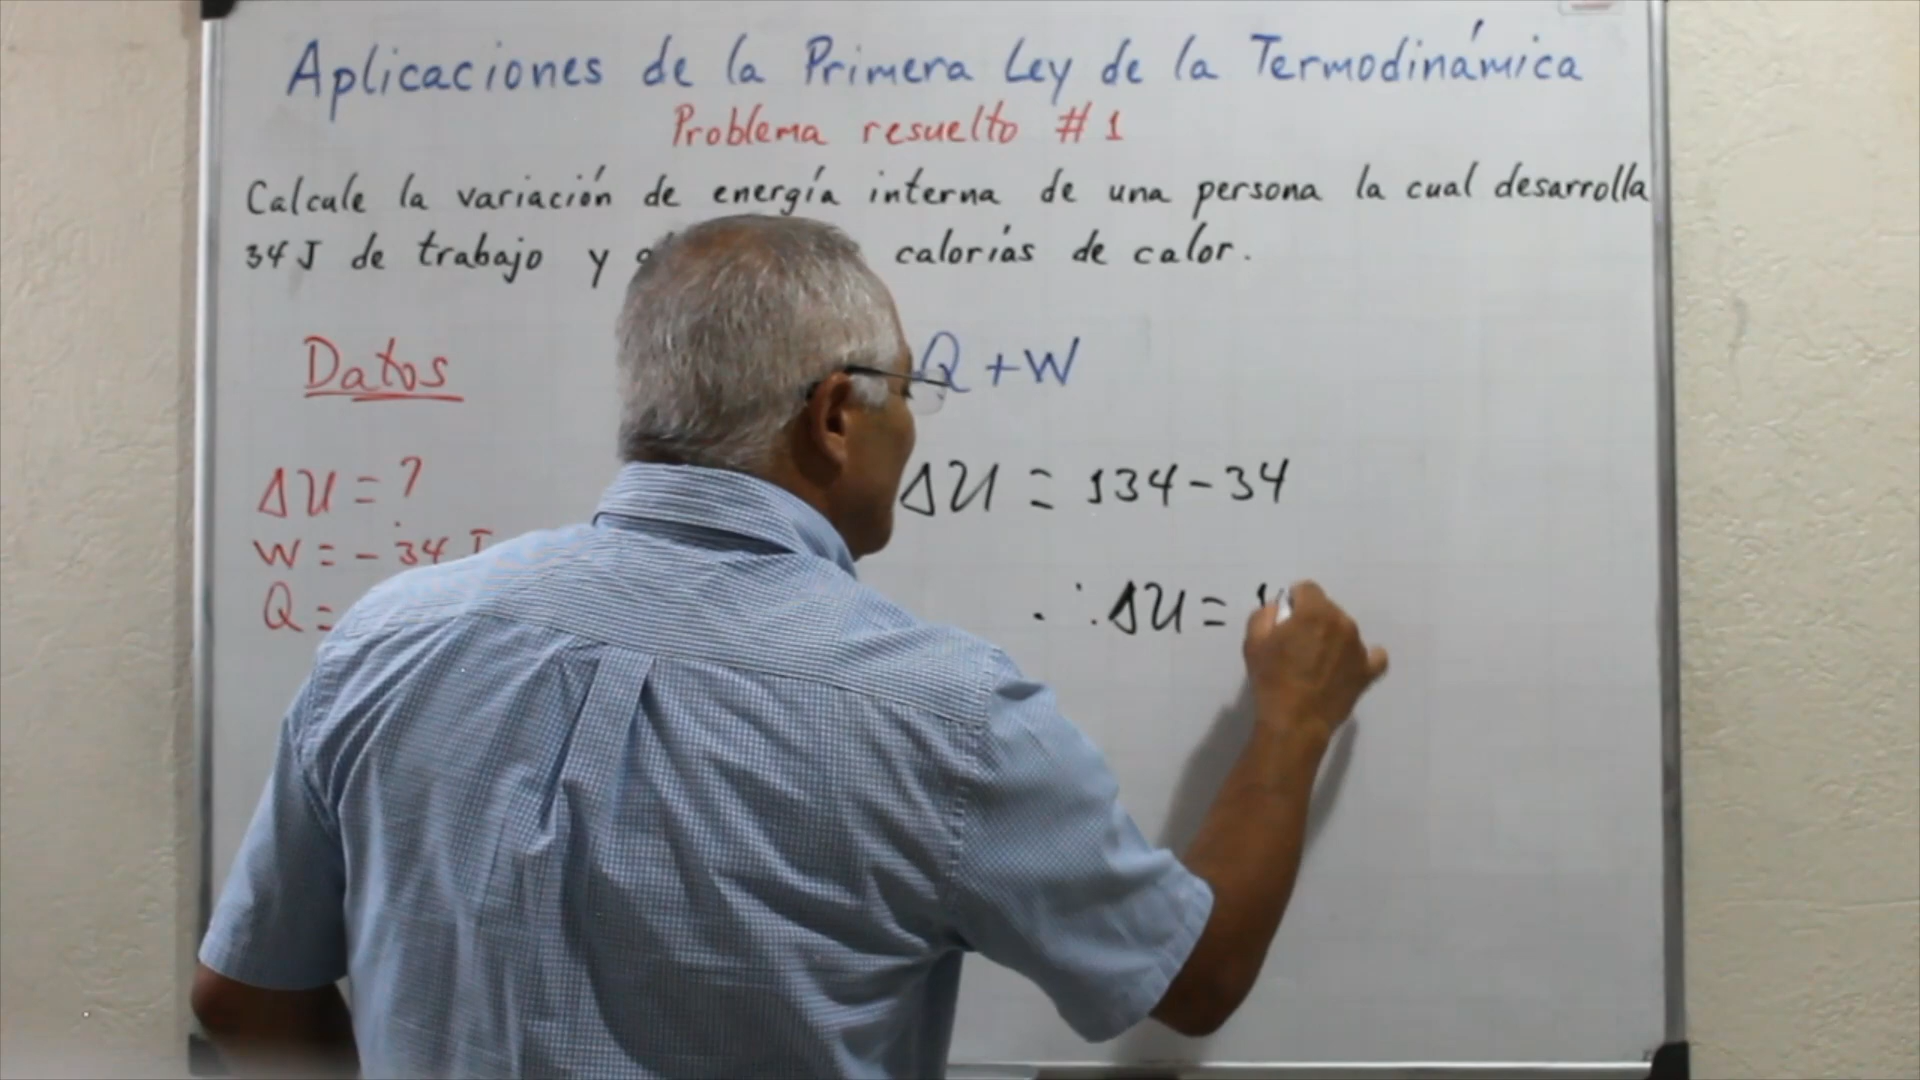 Aplicaciones de la Primera Ley de la Termodinámica
Problema resuelto #1
Calcule la variación de energía interna de una persona la cual desarrolla
34 J de trabajo y calorías de calor.
Datos
ΔU = ?
W = - 34 J
Q =
Q + W
ΔU = 134 - 34
∴ ΔU =